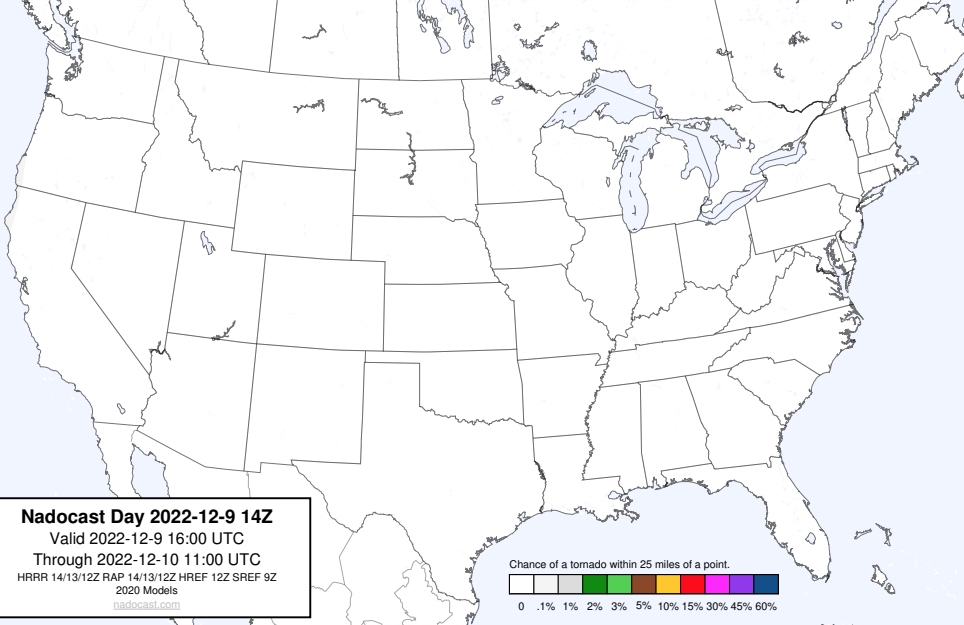 Nadocast Day 2022-12-9 14Z
Valid 2022-12-9 16:00 UTC
Through 2022-12-10 11:00 UTC
HRRR 14/13/12Z RAP 14/13/12Z HREF 12Z SREF 9Z
2020 Models
nadocast.com
Chance of a tornado within 25 miles of a point.
0 .1% 1% 2% 3% 5% 10% 15% 30% 45% 60%